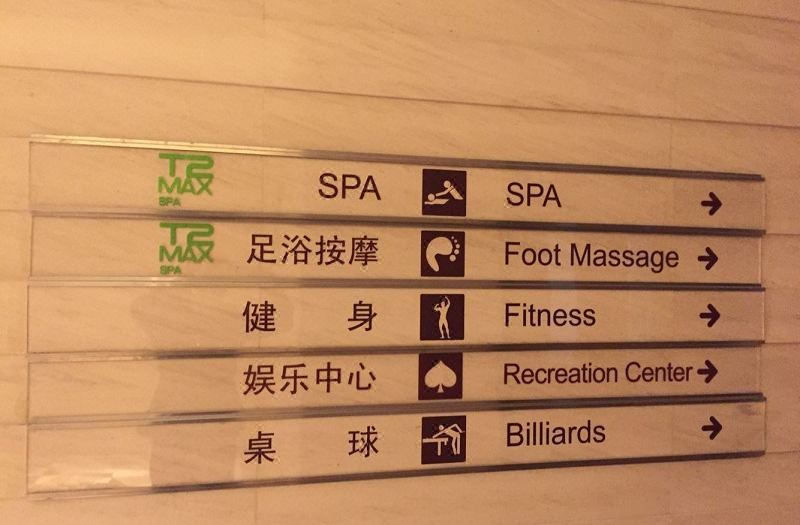 T2 MAX SPA SPA SPA →
T2 MAX SPA 足浴按摩 Foot Massage →
健 身 Fitness →
娱乐中心 Recreation Center →
桌 球 Billiards →